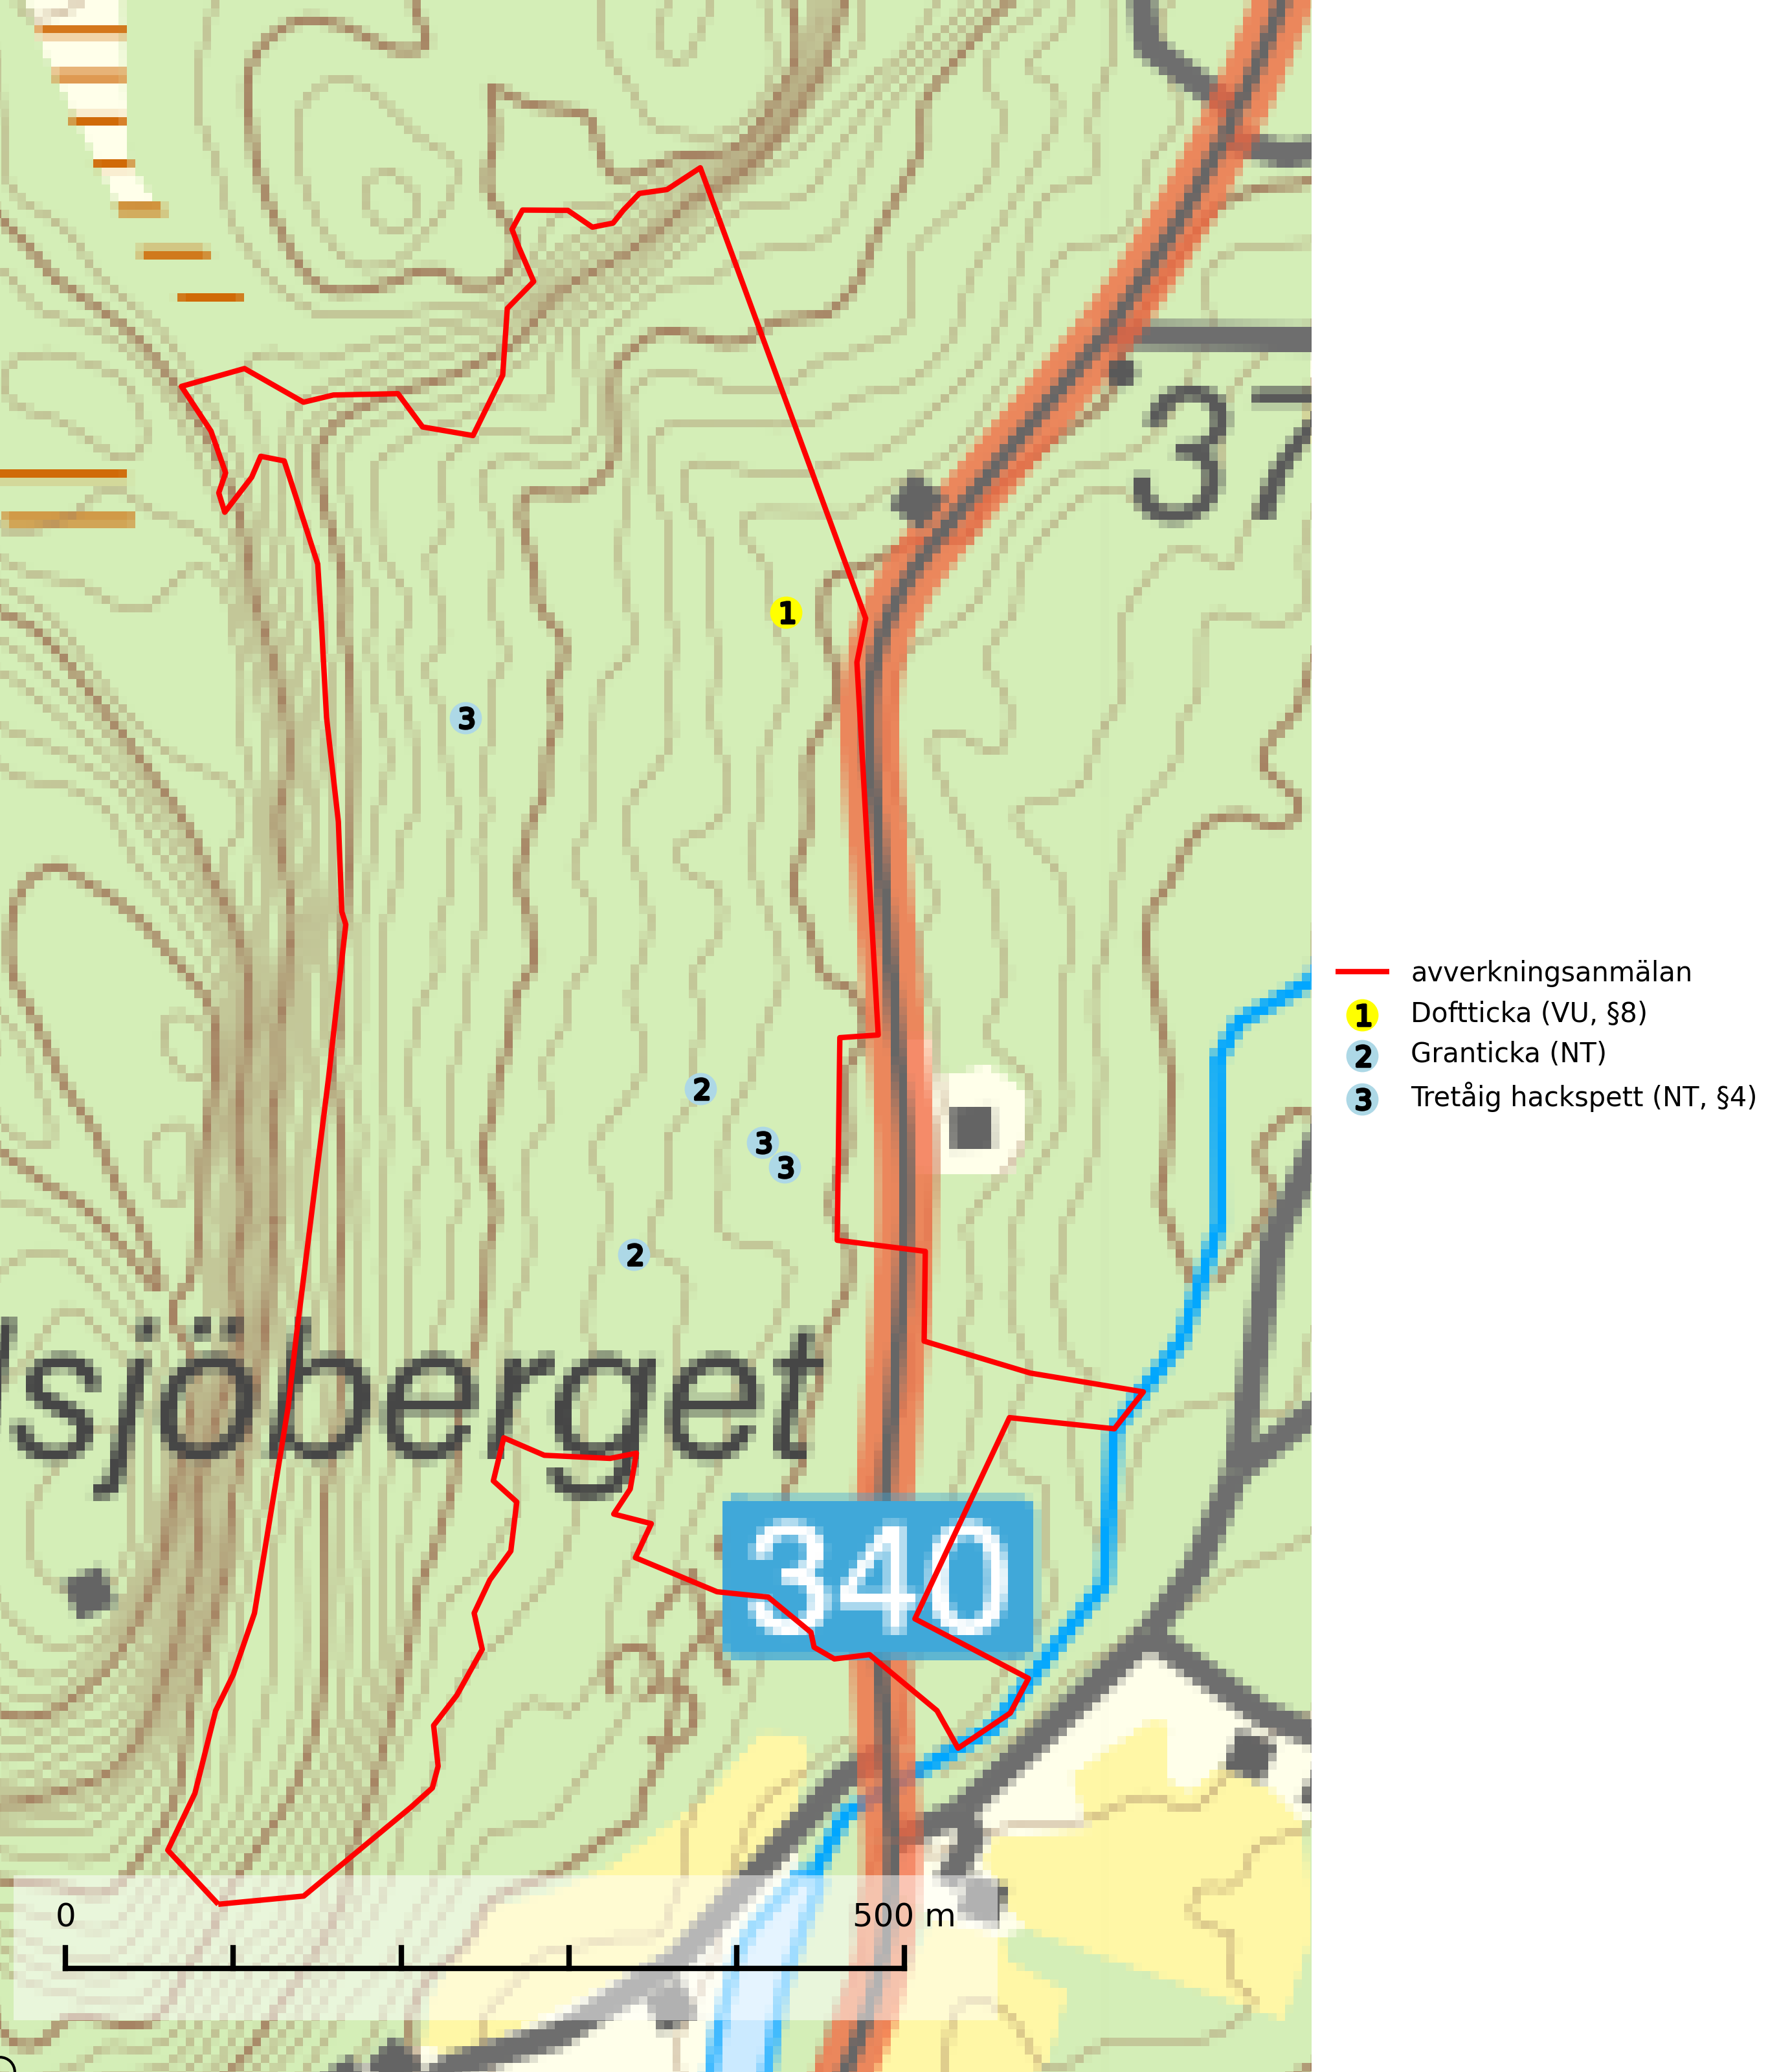 37
1
3
2
3
3
2
sjöberget
340
0 500 m
avverkningsanmälan
1 Doftticka (VU, §8)
2 Granticka (NT)
3 Tretåig hackspett (NT, §4)